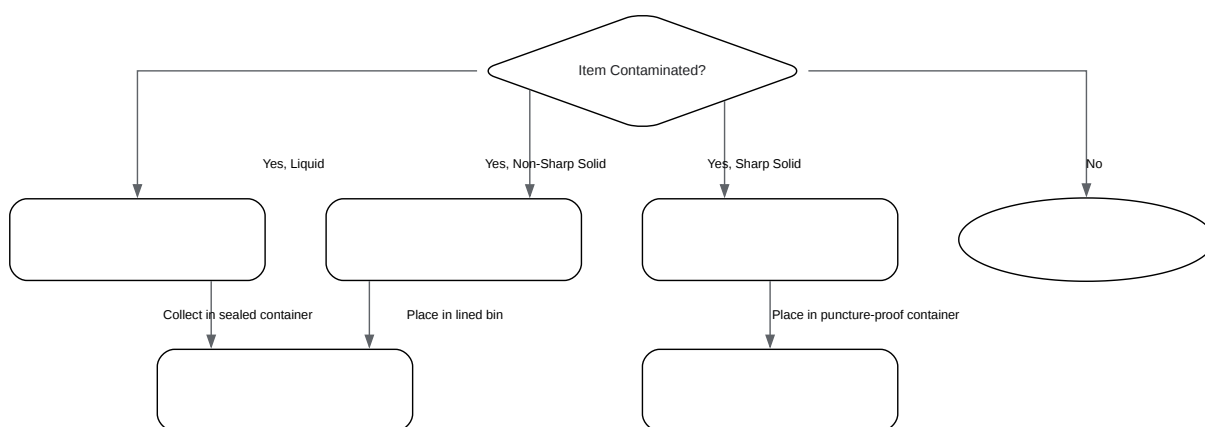 Item Contaminated?
Yes, Liquid
Yes, Non-Sharp Solid
Yes, Sharp Solid
No
Collect in sealed container
Place in lined bin
Place in puncture-proof container